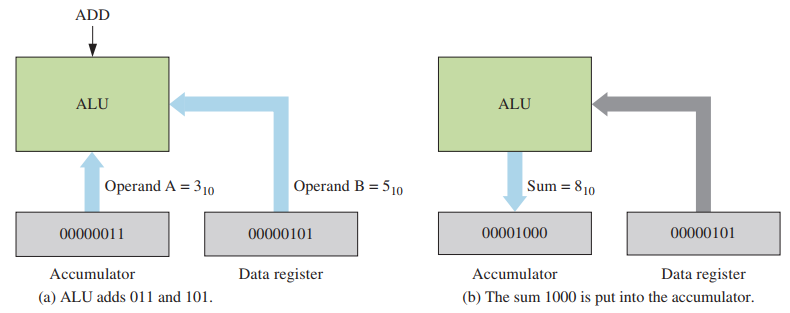 ADD
ALU
Operand A = 3₁₀
Operand B = 5₁₀
00000011
00000101
Accumulator
Data register
(a) ALU adds 011 and 101.
ALU
Sum = 8₁₀
00001000
00000101
Accumulator
Data register
(b) The sum 1000 is put into the accumulator.